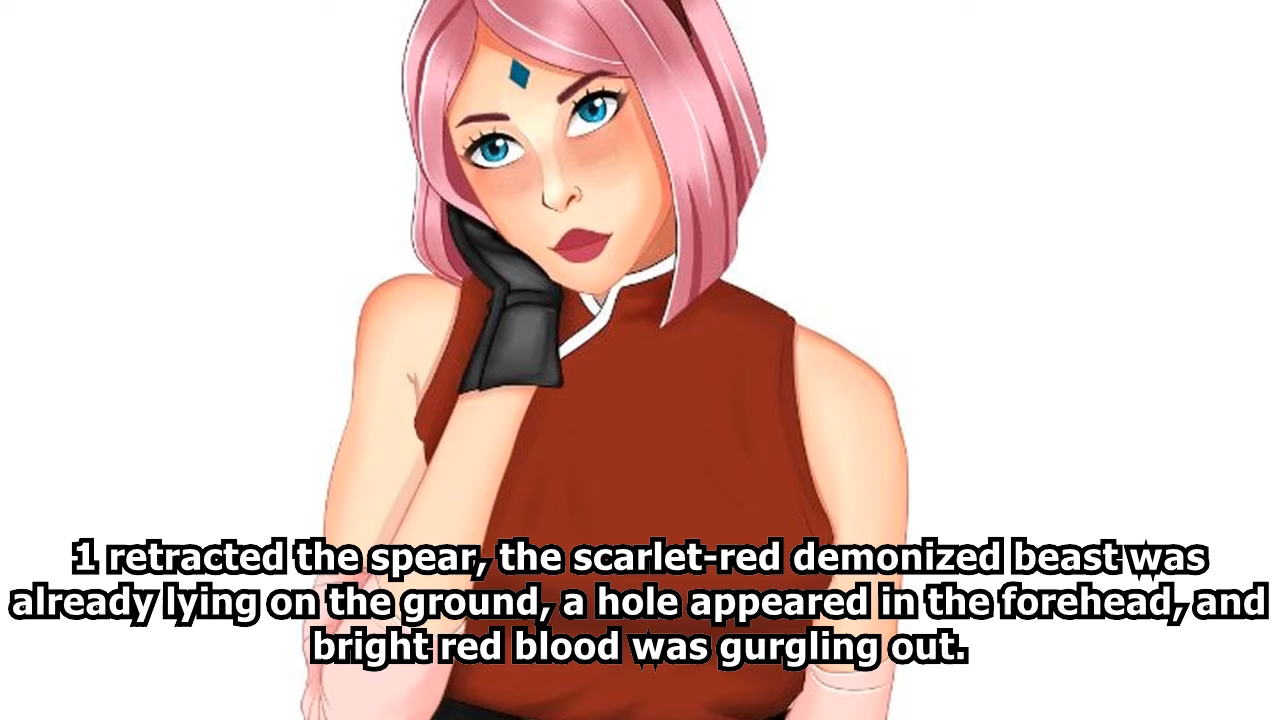 1 retracted the spear, the scarlet-red demonized beast was
already lying on the ground, a hole appeared in the forehead, and
bright red blood was gurgling out.